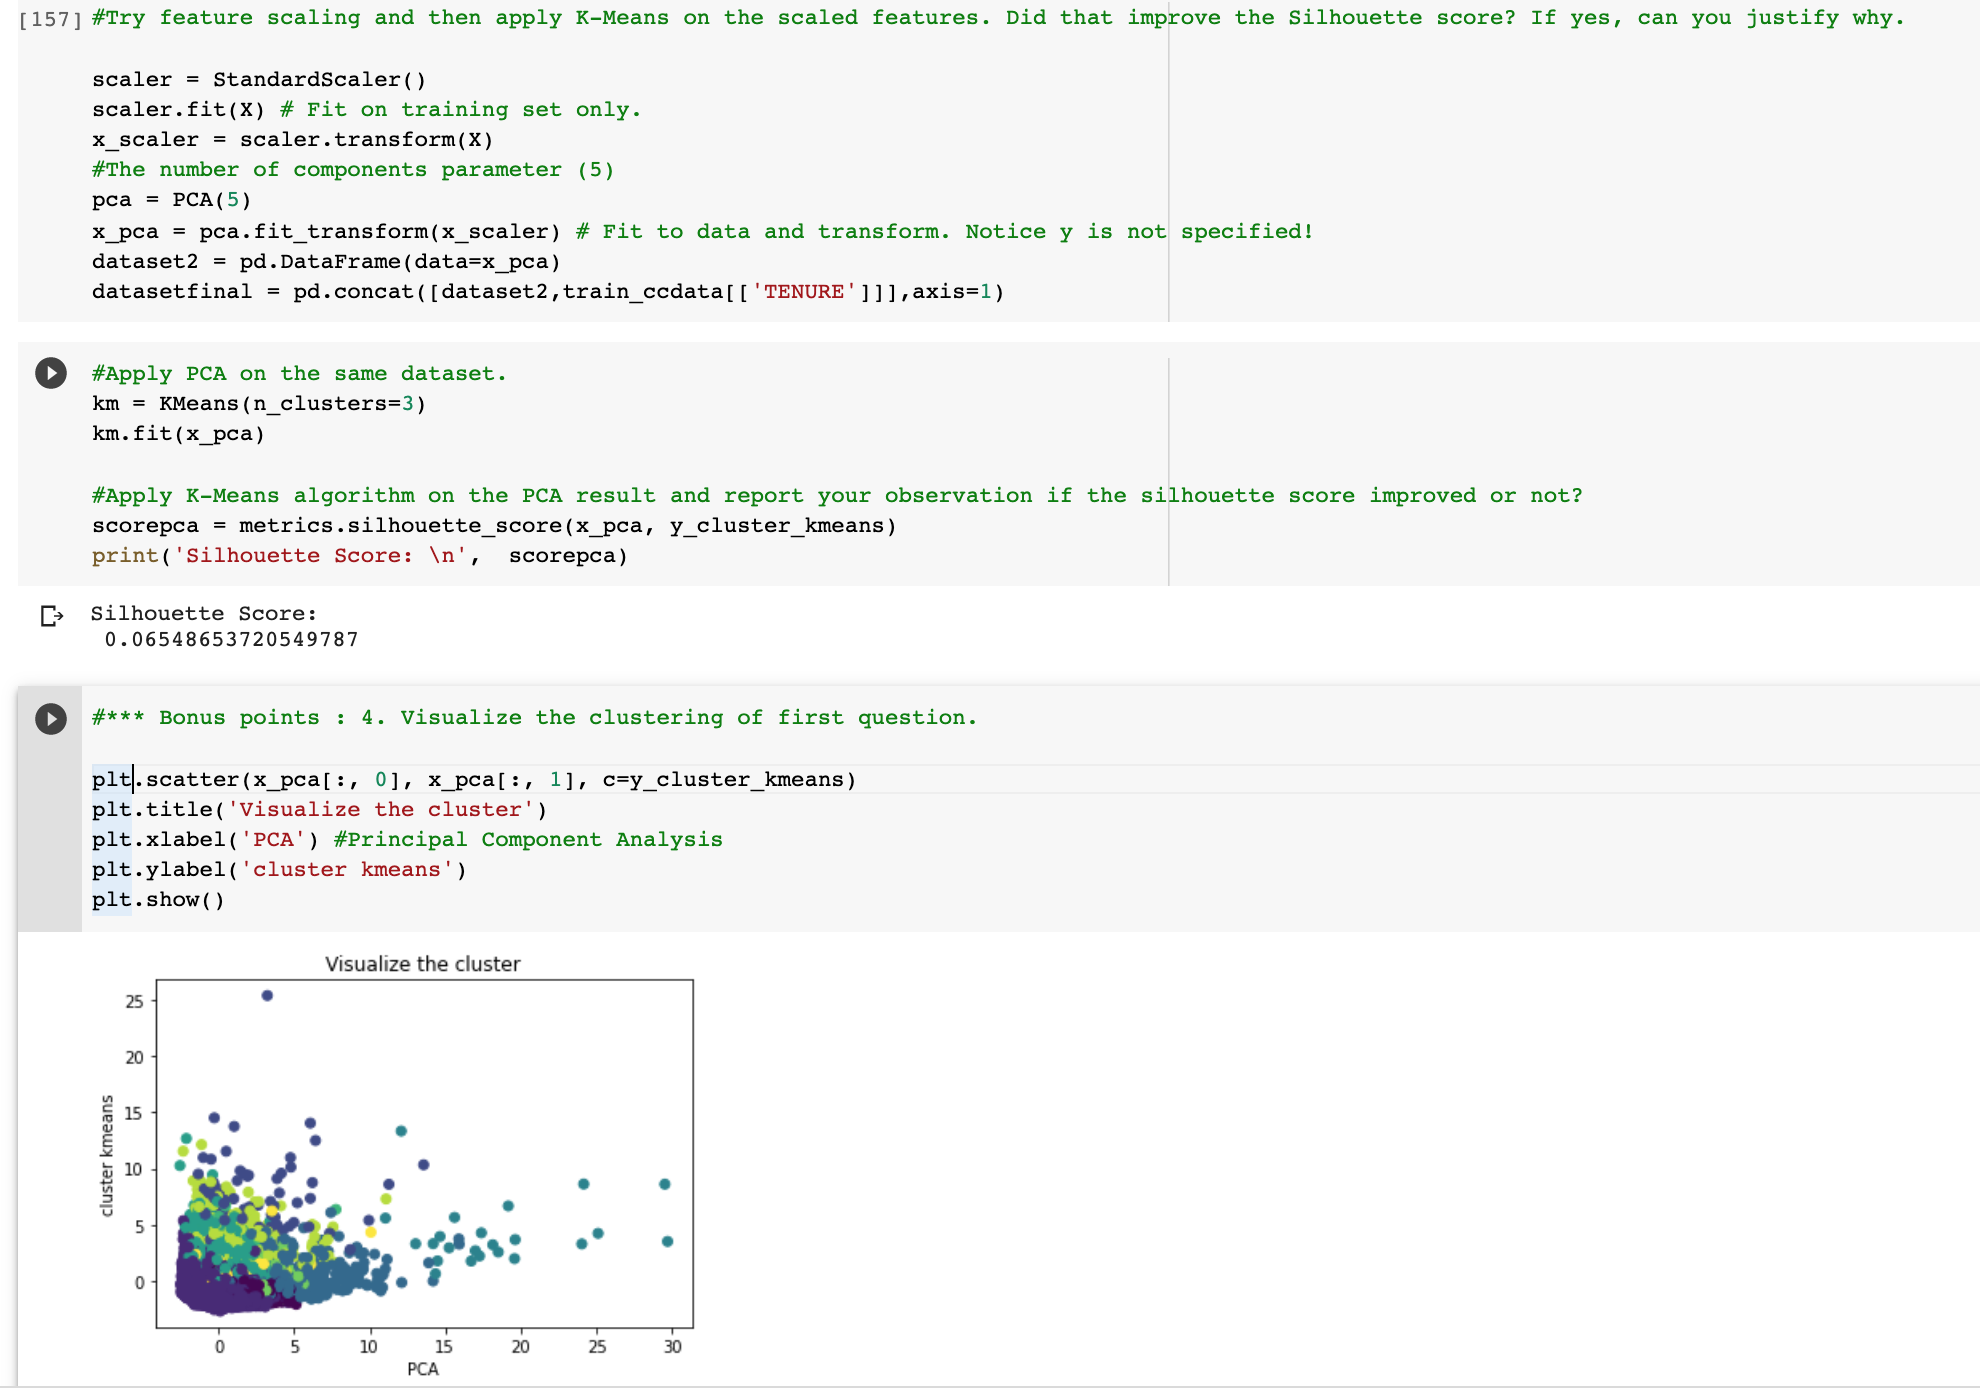 [157] #Try feature scaling and then apply K-Means on the scaled features. Did that improve the Silhouette score? If yes, can you justify why.
scaler = StandardScaler()
scaler.fit(X) # Fit on training set only.
x_scaler = scaler.transform(X)
#The number of components parameter (5)
pca = PCA(5)
x_pca = pca.fit_transform(x_scaler) # Fit to data and transform. Notice y is not specified!
dataset2 = pd.DataFrame(data=x_pca)
datasetfinal = pd.concat([dataset2,train_ccdata[['TENURE']]],axis=1)
#Apply PCA on the same dataset.
km = KMeans(n_clusters=3)
km.fit(x_pca)
#Apply K-Means algorithm on the PCA result and report your observation if the silhouette score improved or not?
scorepca = metrics.silhouette_score(x_pca, y_cluster_kmeans)
print('Silhouette Score: \n',  scorepca)
Silhouette Score:
0.06548653720549787
#*** Bonus points : 4. Visualize the clustering of first question.
plt.scatter(x_pca[:, 0], x_pca[:, 1], c=y_cluster_kmeans)
plt.title('Visualize the cluster')
plt.xlabel('PCA') #Principal Component Analysis
plt.ylabel('cluster kmeans')
plt.show()
Visualize the cluster
cluster kmeans
25
20
15
10
5
0
0 5 10 15 20 25 30
PCA